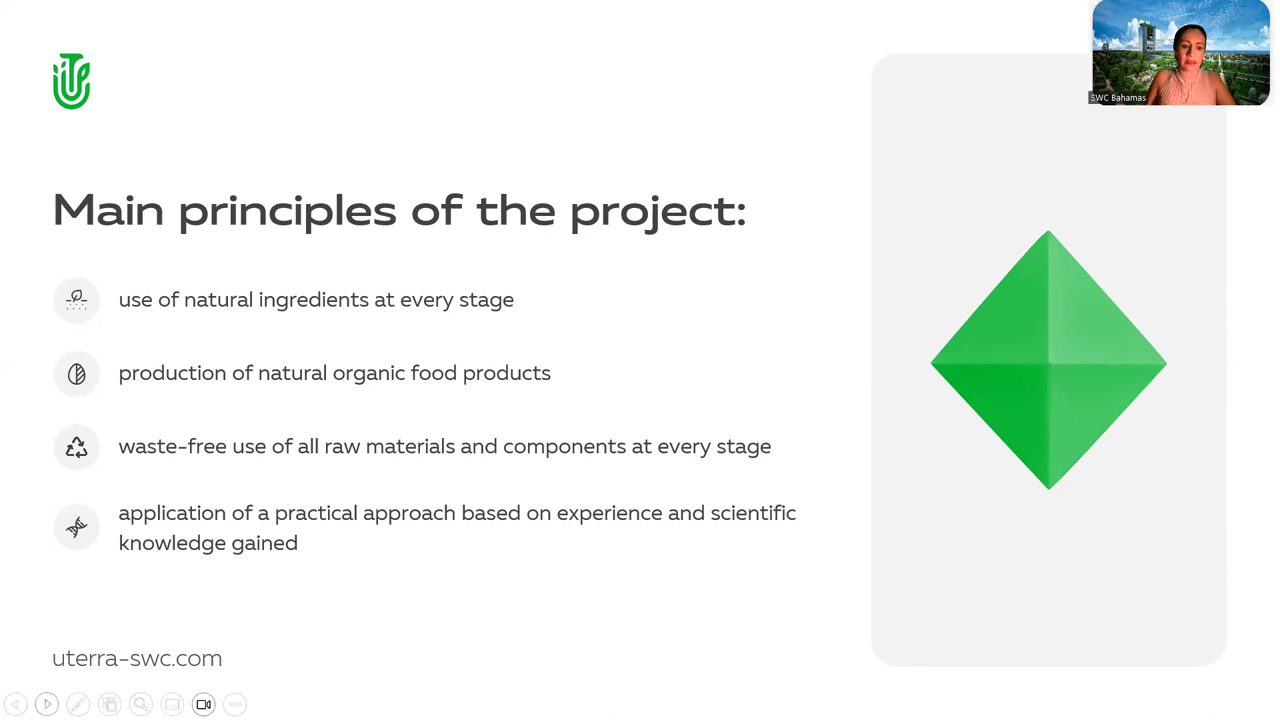 SWC Bahamas
Main principles of the project:
use of natural ingredients at every stage
production of natural organic food products
waste-free use of all raw materials and components at every stage
application of a practical approach based on experience and scientific
knowledge gained
uterra-swc.com